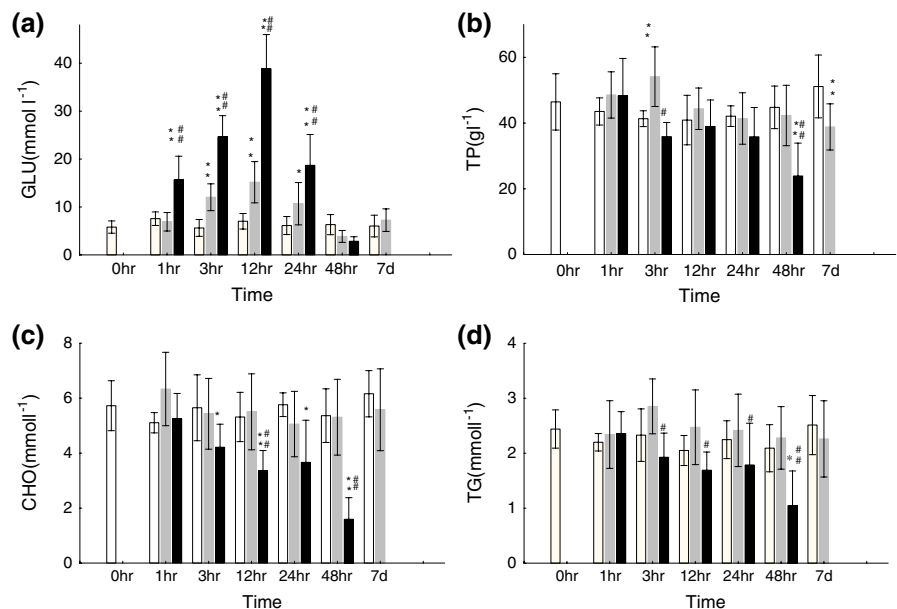 (a)
GLU(mmol l⁻¹)
40
30
20
10
0
** ##
** ** ##
** ** ##
* ** ##
0hr 1hr 3hr 12hr 24hr 48hr 7d
Time
(b)
TP(gl⁻¹)
60
40
20
0
** #
** ##
**
0hr 1hr 3hr 12hr 24hr 48hr 7d
Time
(c)
CHO(mmoll⁻¹)
8
6
4
2
0
*
** ##
*
** ##
0hr 1hr 3hr 12hr 24hr 48hr 7d
Time
(d)
TG(mmoll⁻¹)
4
3
2
1
0
#
#
#
* ##
0hr 1hr 3hr 12hr 24hr 48hr 7d
Time